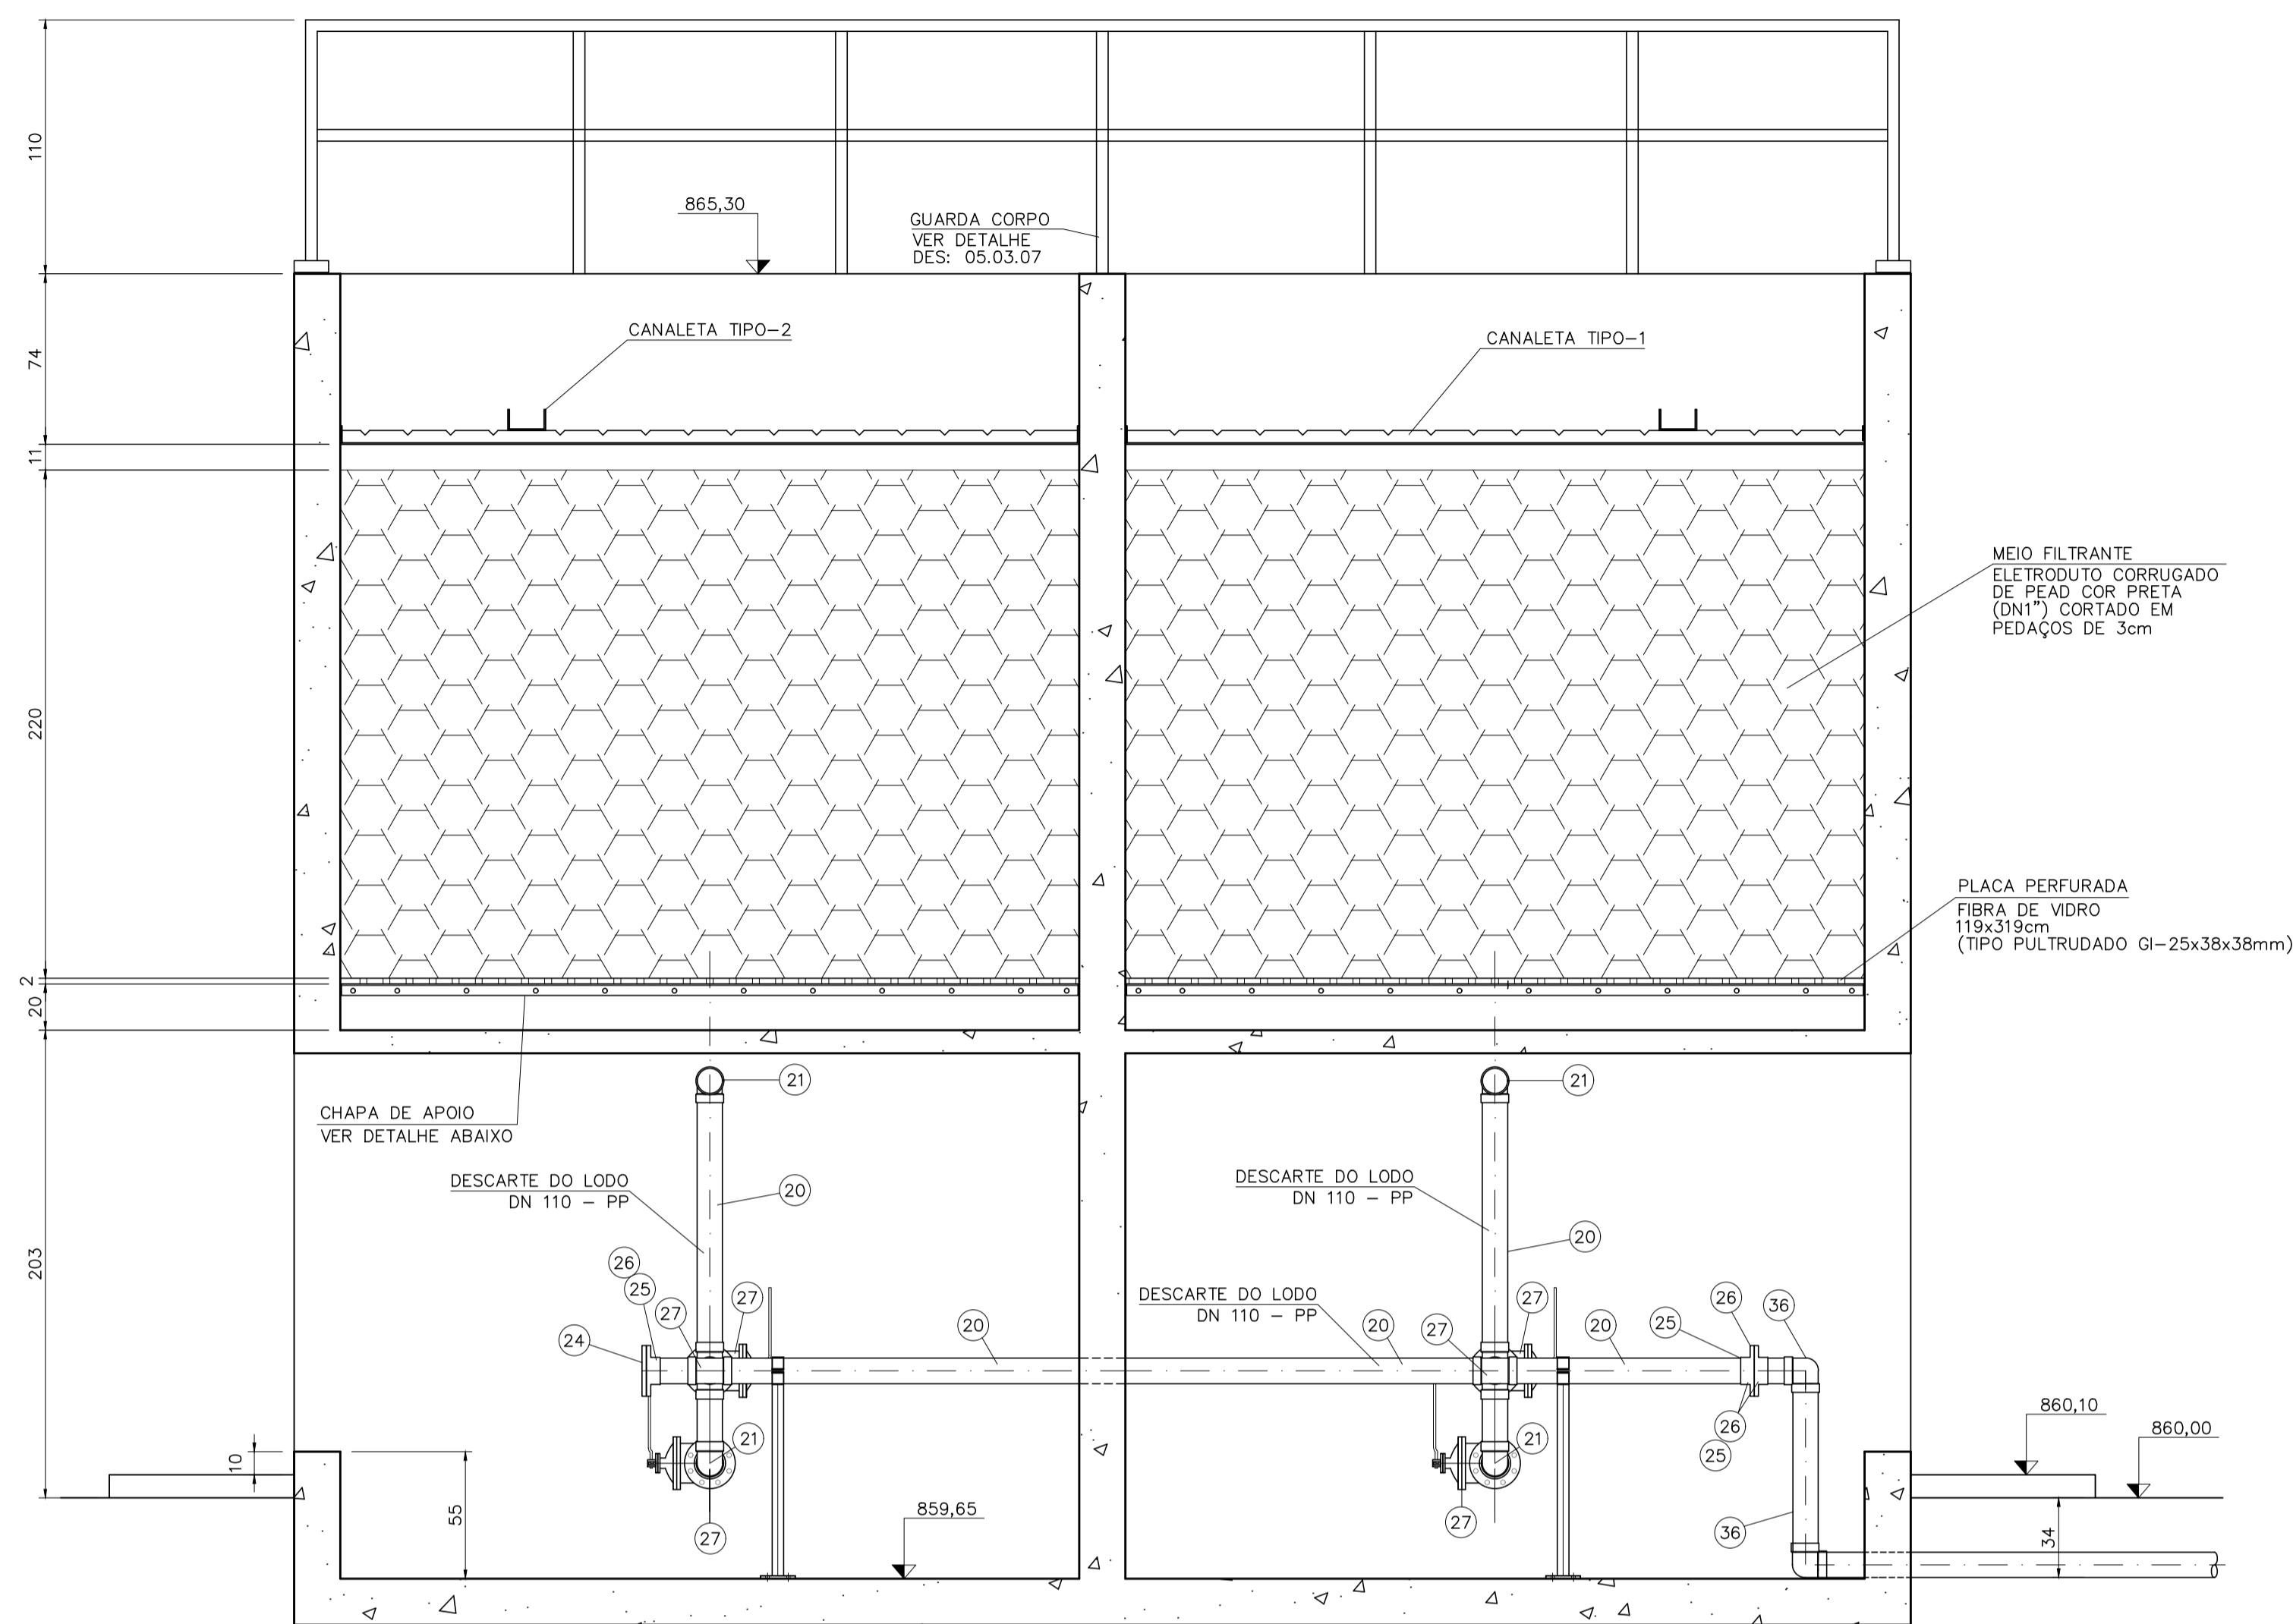 110
865,30
GUARDA CORPO
VER DETALHE
DES: 05.03.07
74
CANALETA TIPO-2
CANALETA TIPO-1
11
220
MEIO FILTRANTE
ELETRODUTO CORRUGADO
DE PEAD COR PRETA
(DN1") CORTADO EM
PEDAÇOS DE 3cm
PLACA PERFURADA
FIBRA DE VIDRO
119x319cm
(TIPO PULTRUDADO GI-25x38x38mm)
2
20
21
21
CHAPA DE APOIO
VER DETALHE ABAIXO
DESCARTE DO LODO
DN 110 - PP
20
DESCARTE DO LODO
DN 110 - PP
20
203
26
25
27
27
24
20
DESCARTE DO LODO
DN 110 - PP
20
27
27
20
25
26
36
26
25
21
21
27
27
36
10
55
859,65
860,10
860,00
34